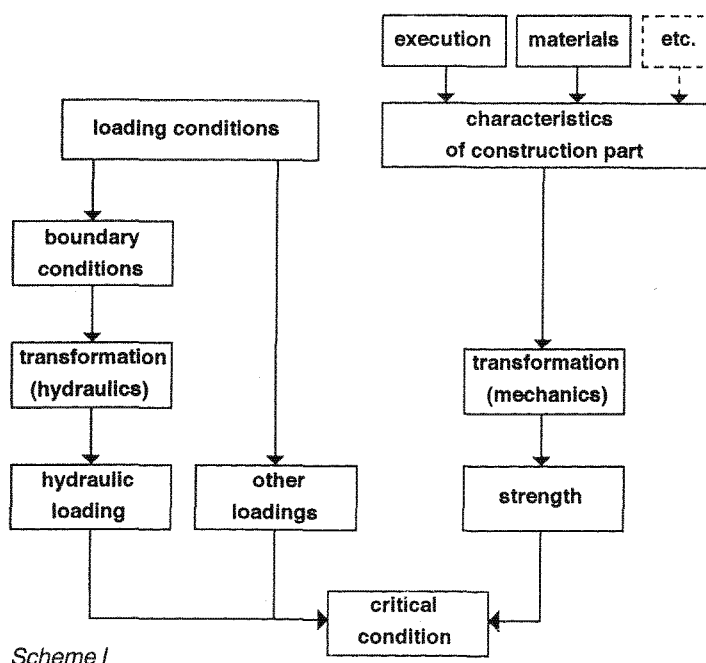 execution
materials
etc.
loading conditions
characteristics
of construction part
boundary
conditions
transformation
(hydraulics)
transformation
(mechanics)
hydraulic
loading
other
loadings
strength
critical
condition
Scheme I